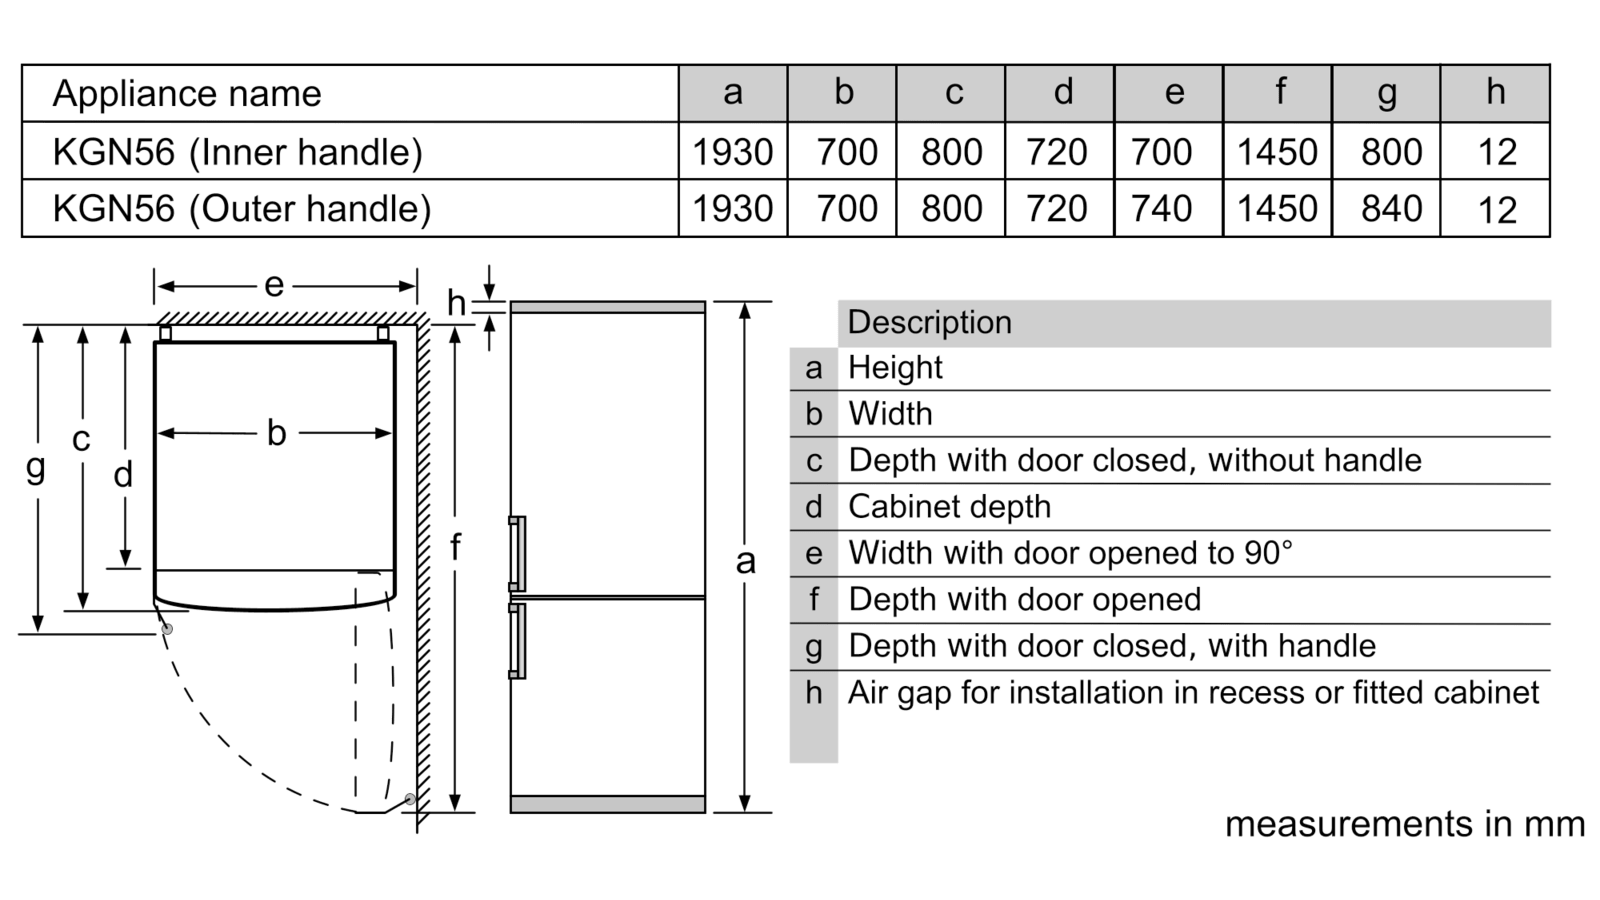 Appliance name a b c d e f g h
KGN56 (Inner handle) 1930 700 800 720 700 1450 800 12
KGN56 (Outer handle) 1930 700 800 720 740 1450 840 12
e
h
b
c
g
d
f
a
Description
a Height
b Width
c Depth with door closed, without handle
d Cabinet depth
e Width with door opened to 90°
f Depth with door opened
g Depth with door closed, with handle
h Air gap for installation in recess or fitted cabinet
measurements in mm